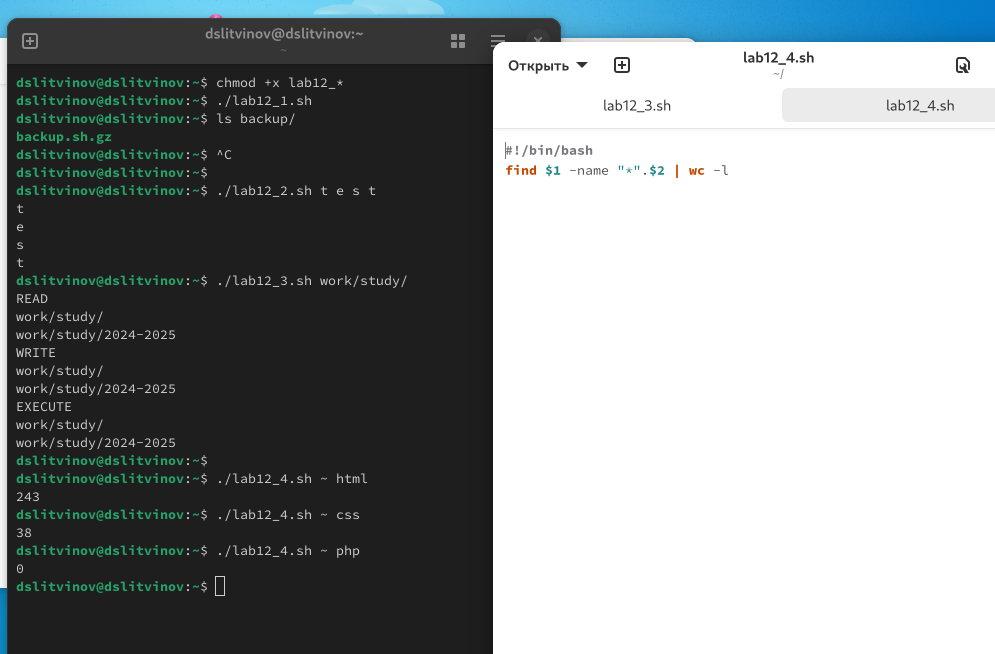 dslitvinov@dslitvinov:~
~
dslitvinov@dslitvinov:~$ chmod +x lab12_*
dslitvinov@dslitvinov:~$ ./lab12_1.sh
dslitvinov@dslitvinov:~$ ls backup/
backup.sh.gz
dslitvinov@dslitvinov:~$ ^C
dslitvinov@dslitvinov:~$
dslitvinov@dslitvinov:~$ ./lab12_2.sh t e s t
t
e
s
t
dslitvinov@dslitvinov:~$ ./lab12_3.sh work/study/
READ
work/study/
work/study/2024-2025
WRITE
work/study/
work/study/2024-2025
EXECUTE
work/study/
work/study/2024-2025
dslitvinov@dslitvinov:~$
dslitvinov@dslitvinov:~$ ./lab12_4.sh ~ html
243
dslitvinov@dslitvinov:~$ ./lab12_4.sh ~ css
38
dslitvinov@dslitvinov:~$ ./lab12_4.sh ~ php
0
dslitvinov@dslitvinov:~$
Открыть
lab12_4.sh
~/
lab12_3.sh
lab12_4.sh
#!/bin/bash
find $1 -name "*".$2 | wc -l